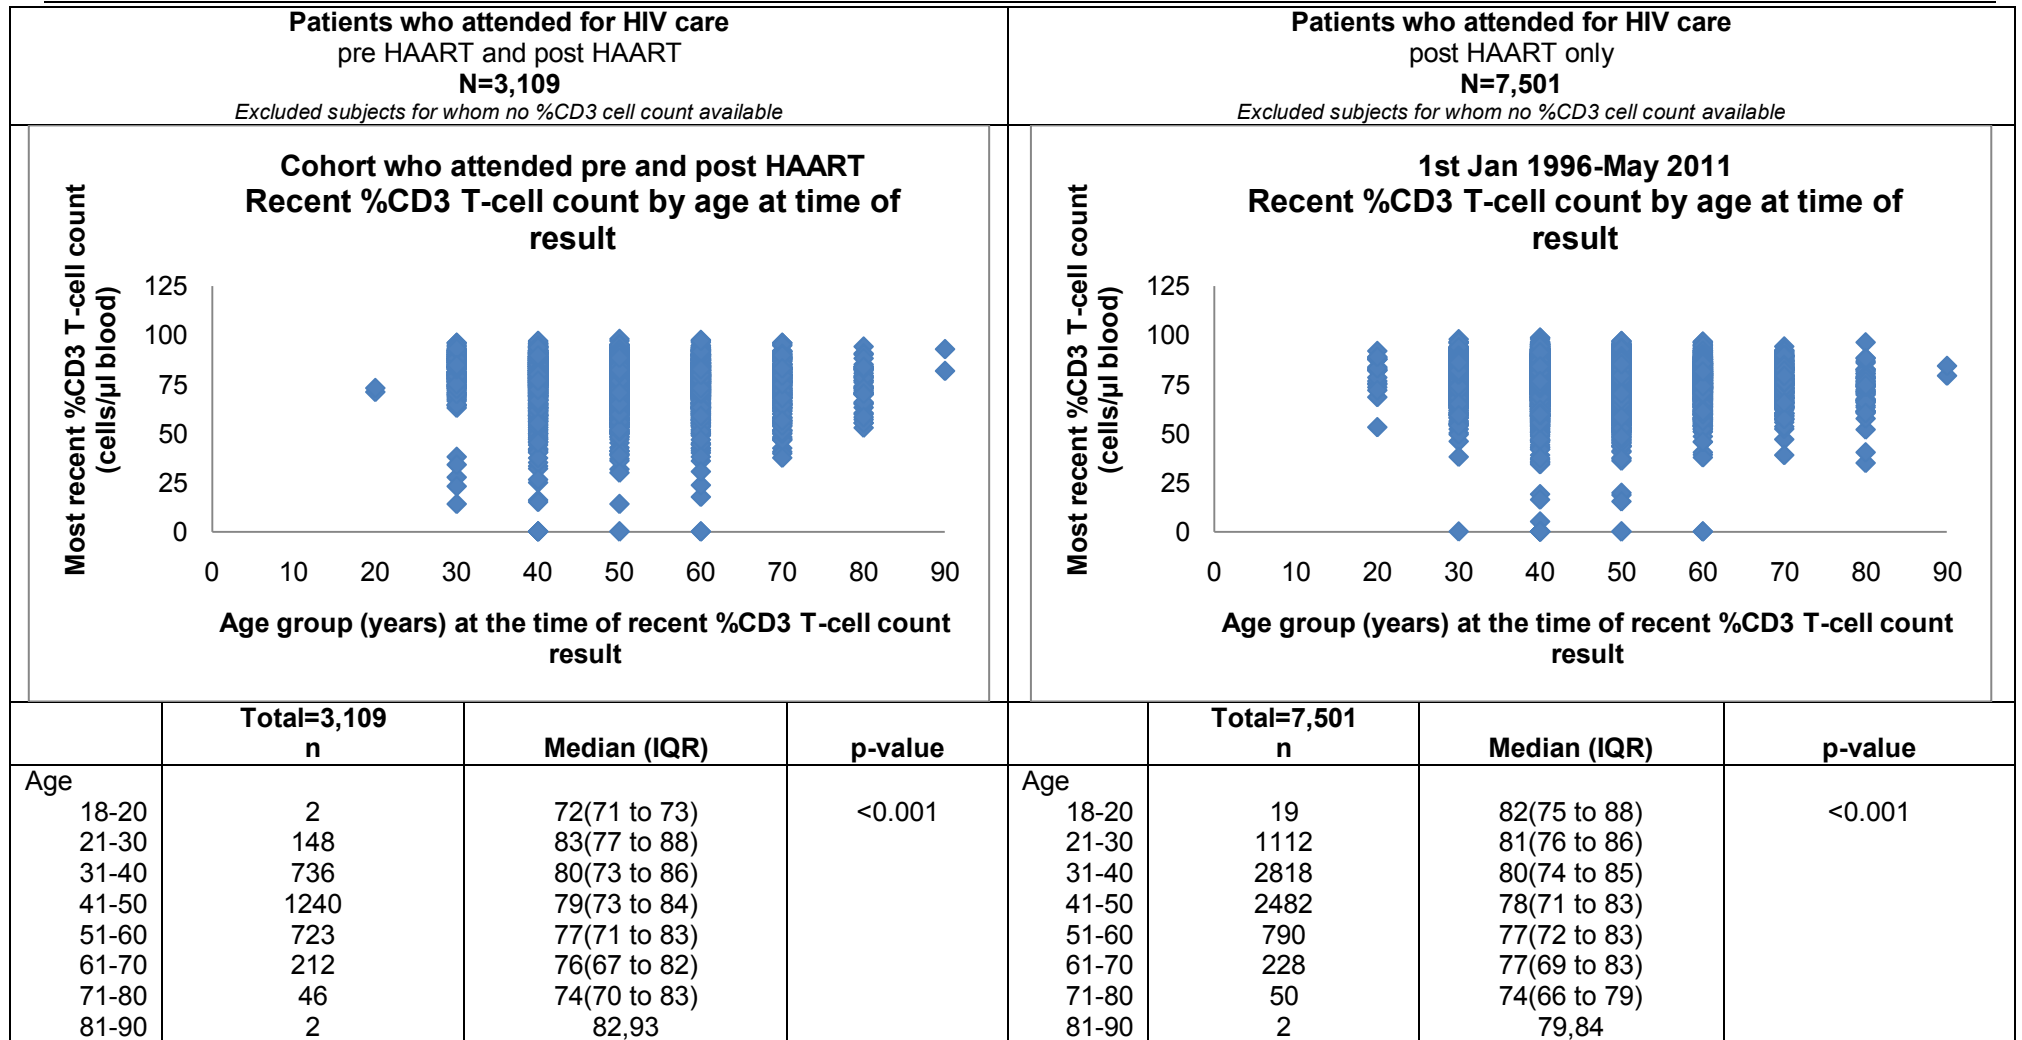 Patients who attended for HIV care
pre HAART and post HAART
N=3,109
Excluded subjects for whom no %CD3 cell count available
Patients who attended for HIV care
post HAART only
N=7,501
Excluded subjects for whom no %CD3 cell count available
Cohort who attended pre and post HAART
Recent %CD3 T-cell count by age at time of
result
Most recent %CD3 T-cell count
(cells/µl blood)
125
100
75
50
25
0
0 10 20 30 40 50 60 70 80 90
Age group (years) at the time of recent %CD3 T-cell count
result
1st Jan 1996-May 2011
Recent %CD3 T-cell count by age at time of
result
Most recent %CD3 T-cell count
(cells/µl blood)
125
100
75
50
25
0
0 10 20 30 40 50 60 70 80 90
Age group (years) at the time of recent %CD3 T-cell count
result
Total=3,109
n Median (IQR) p-value
Age
18-20 2 72(71 to 73) <0.001
21-30 148 83(77 to 88)
31-40 736 80(73 to 86)
41-50 1240 79(73 to 84)
51-60 723 77(71 to 83)
61-70 212 76(67 to 82)
71-80 46 74(70 to 83)
81-90 2 82,93
Total=7,501
n Median (IQR) p-value
Age
18-20 19 82(75 to 88) <0.001
21-30 1112 81(76 to 86)
31-40 2818 80(74 to 85)
41-50 2482 78(71 to 83)
51-60 790 77(72 to 83)
61-70 228 77(69 to 83)
71-80 50 74(66 to 79)
81-90 2 79,84